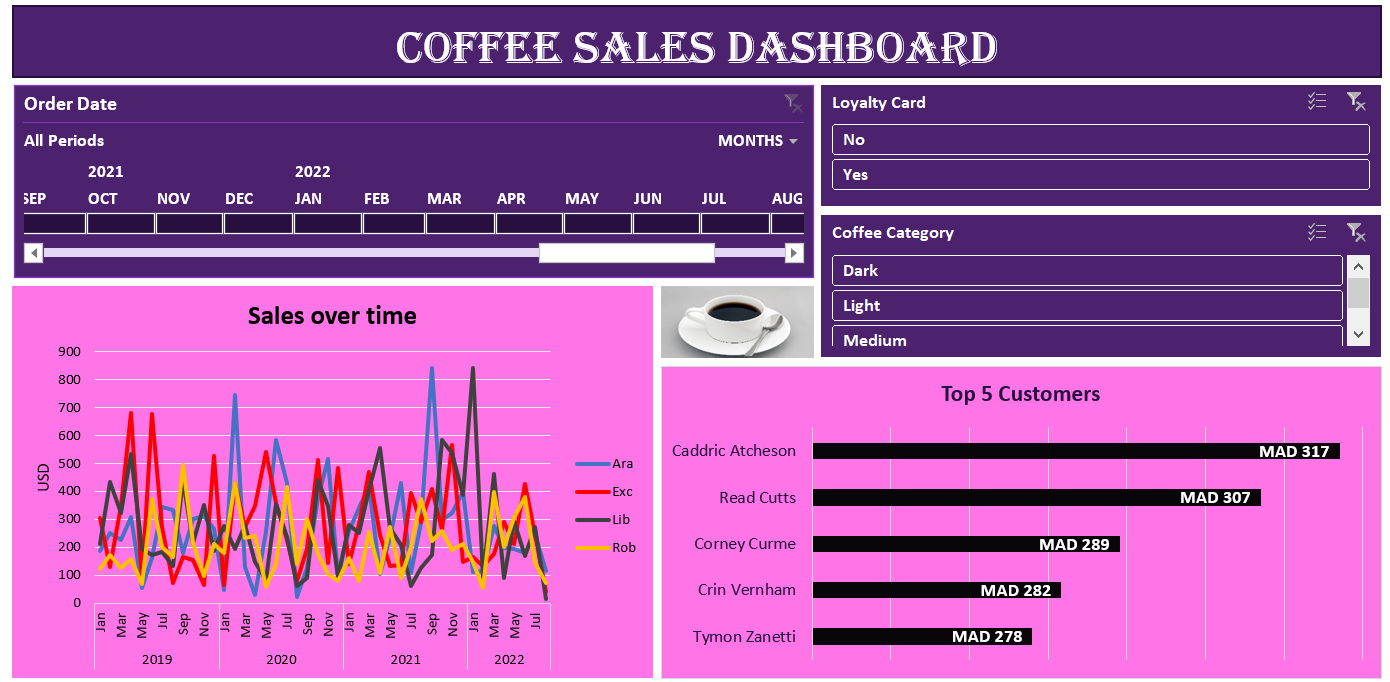 COFFEE SALES DASHBOARD
Order Date
All Periods
MONTHS
2021 2022
SEP OCT NOV DEC JAN FEB MAR APR MAY JUN JUL AUG
Loyalty Card
No
Yes
Coffee Category
Dark
Light
Medium
Sales over time
900
800
700
600
500
400
300
200
100
0
USD
Jan Mar May Jul Sep Nov Jan Mar May Jul Sep Nov Jan Mar May Jul Sep Nov Jan Mar May Jul
2019 2020 2021 2022
Ara
Exc
Lib
Rob
Top 5 Customers
Caddric Atcheson MAD 317
Read Cutts MAD 307
Corney Curme MAD 289
Crin Vernham MAD 282
Tymon Zanetti MAD 278